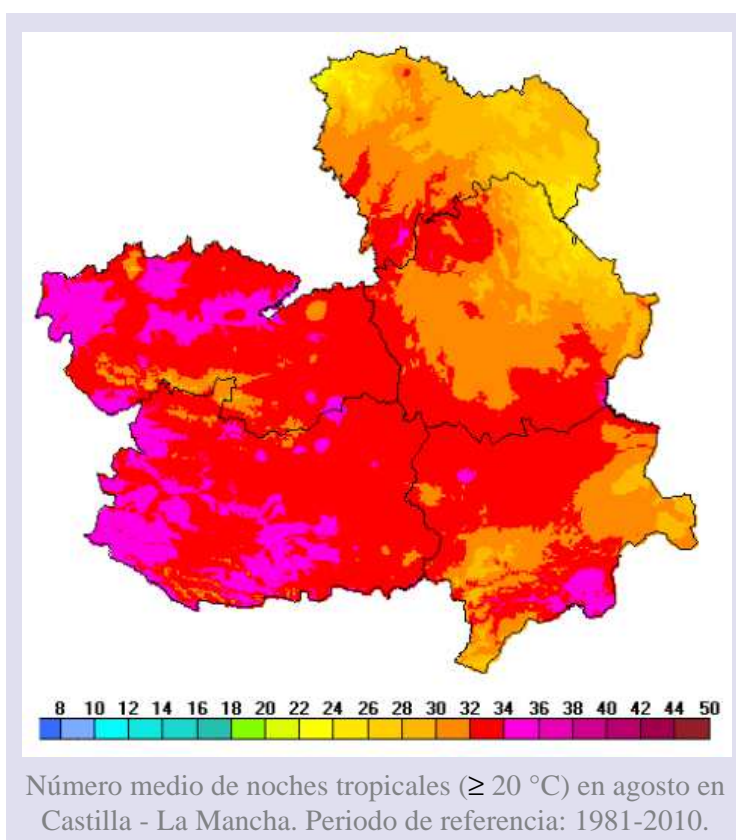 8 10 12 14 16 18 20 22 24 26 28 30 32 34 36 38 40 42 44 50
Número medio de noches tropicales (≥ 20 °C) en agosto en
Castilla - La Mancha. Periodo de referencia: 1981-2010.